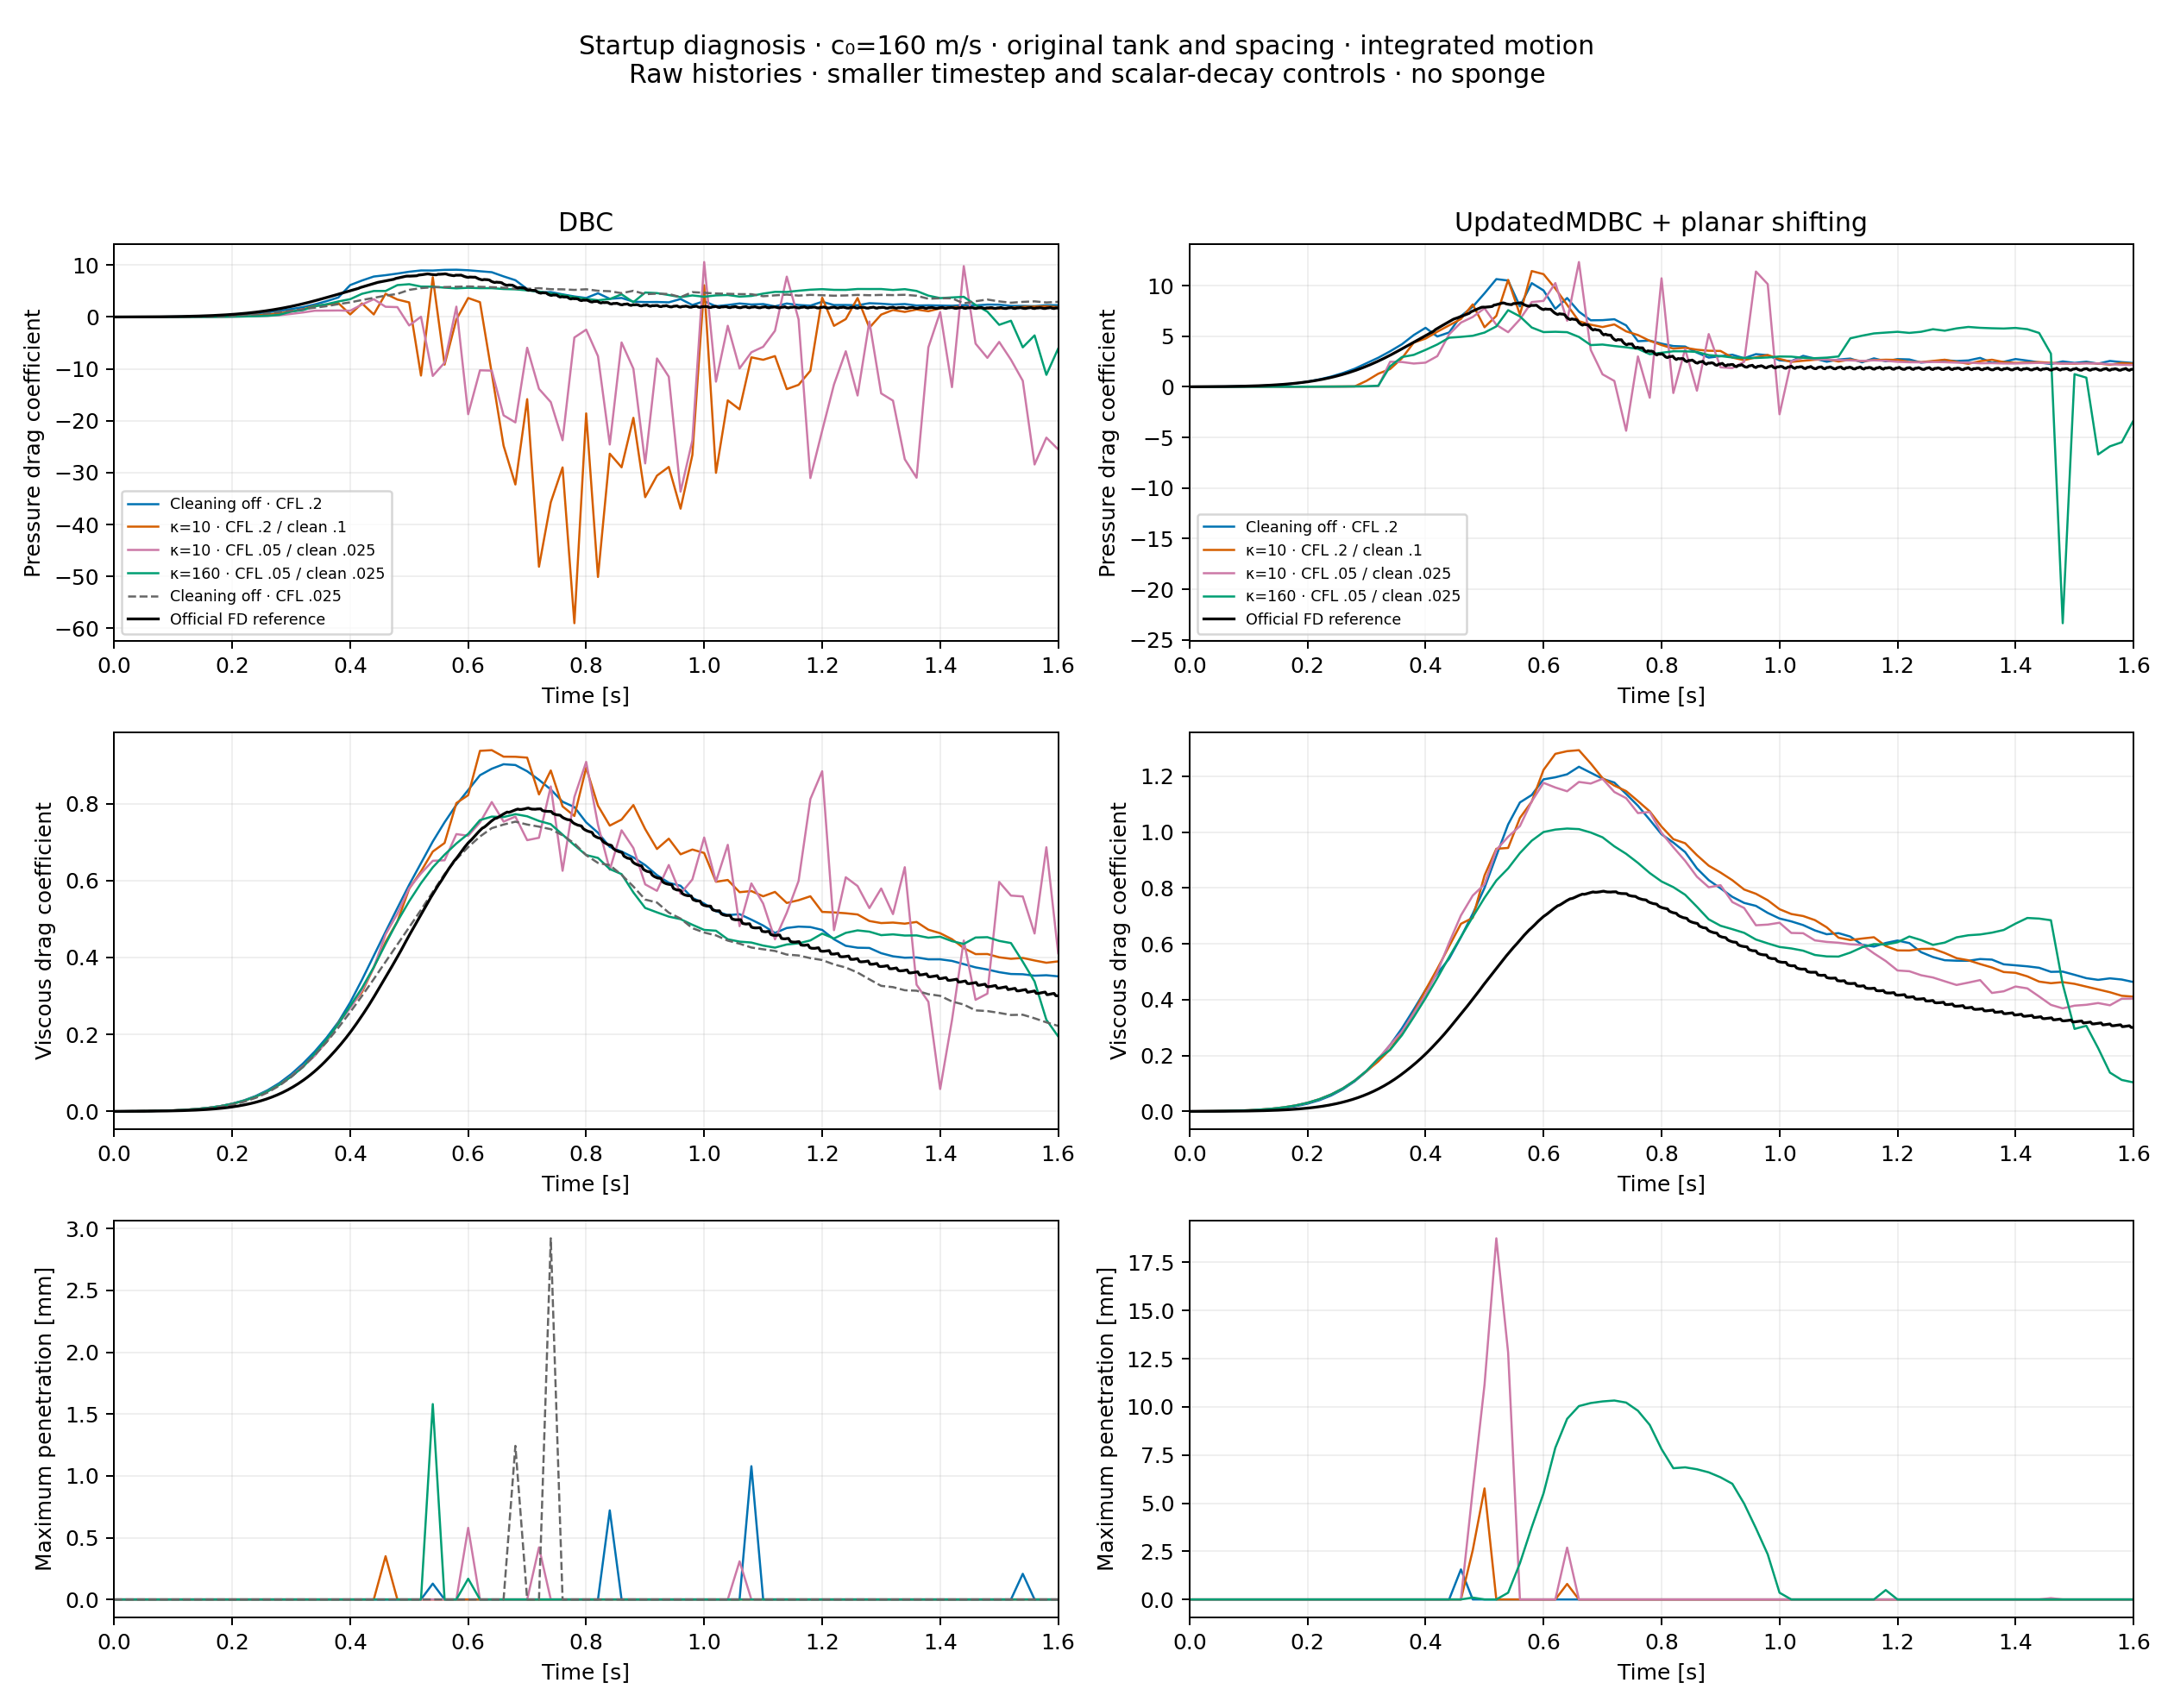 Startup diagnosis · c₀=160 m/s · original tank and spacing · integrated motion
Raw histories · smaller timestep and scalar-decay controls · no sponge
DBC
Pressure drag coefficient
10
0
−10
−20
−30
−40
−50
−60
Cleaning off · CFL .2
κ=10 · CFL .2 / clean .1
κ=10 · CFL .05 / clean .025
κ=160 · CFL .05 / clean .025
Cleaning off · CFL .025
Official FD reference
0.0 0.2 0.4 0.6 0.8 1.0 1.2 1.4 1.6
Time [s]
UpdatedMDBC + planar shifting
Pressure drag coefficient
10
5
0
−5
−10
−15
−20
−25
Cleaning off · CFL .2
κ=10 · CFL .2 / clean .1
κ=10 · CFL .05 / clean .025
κ=160 · CFL .05 / clean .025
Official FD reference
0.0 0.2 0.4 0.6 0.8 1.0 1.2 1.4 1.6
Time [s]
Viscous drag coefficient
0.8
0.6
0.4
0.2
0.0
0.0 0.2 0.4 0.6 0.8 1.0 1.2 1.4 1.6
Time [s]
Viscous drag coefficient
1.2
1.0
0.8
0.6
0.4
0.2
0.0
0.0 0.2 0.4 0.6 0.8 1.0 1.2 1.4 1.6
Time [s]
Maximum penetration [mm]
3.0
2.5
2.0
1.5
1.0
0.5
0.0
0.0 0.2 0.4 0.6 0.8 1.0 1.2 1.4 1.6
Time [s]
Maximum penetration [mm]
17.5
15.0
12.5
10.0
7.5
5.0
2.5
0.0
0.0 0.2 0.4 0.6 0.8 1.0 1.2 1.4 1.6
Time [s]